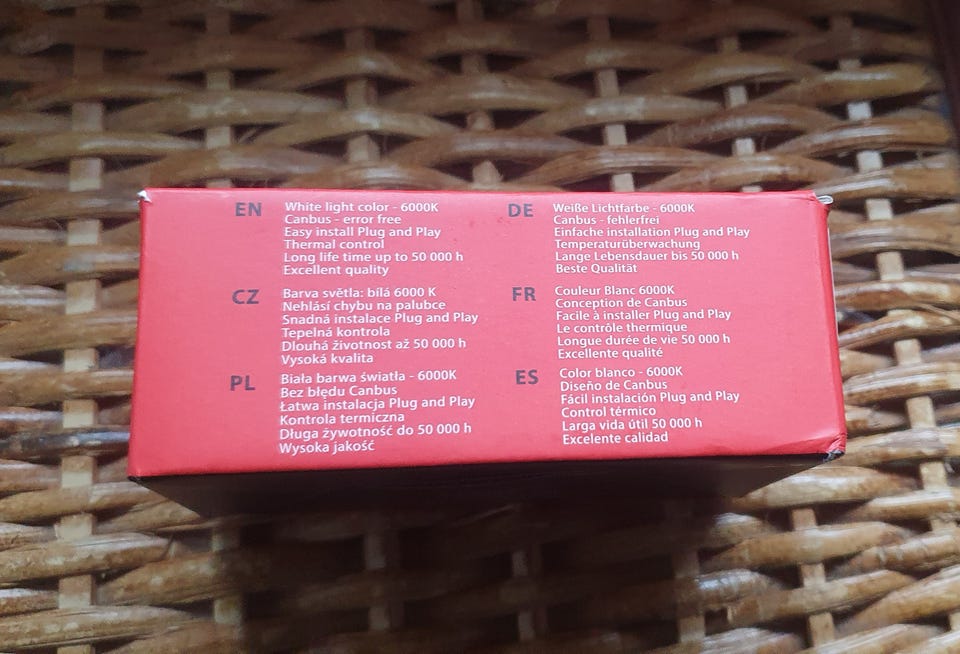 EN
White light color - 6000K
Canbus - error free
Easy install Plug and Play
Thermal control
Long life time up to 50 000 h
Excellent quality
CZ
Barva světla: bílá 6000 K
Nehlásí chybu na palubce
Snadná instalace Plug and Play
Tepelná kontrola
Dlouhá životnost až 50 000 h
Vysoká kvalita
PL
Biała barwa światła - 6000K
Bez błędu Canbus
Łatwa instalacja Plug and Play
Kontrola termiczna
Długa żywotność do 50 000 h
Wysoka jakość
DE
Weiße Lichtfarbe - 6000K
Canbus - fehlerfrei
Einfache installation Plug and Play
Temperaturüberwachung
Lange Lebensdauer bis 50 000 h
Beste Qualität
FR
Couleur Blanc 6000K
Conception de Canbus
Facile à installer Plug and Play
Le contrôle thermique
Longue durée de vie 50 000 h
Excellente qualité
ES
Color blanco - 6000K
Diseño de Canbus
Fácil instalación Plug and Play
Control térmico
Larga vida útil 50 000 h
Excelente calidad